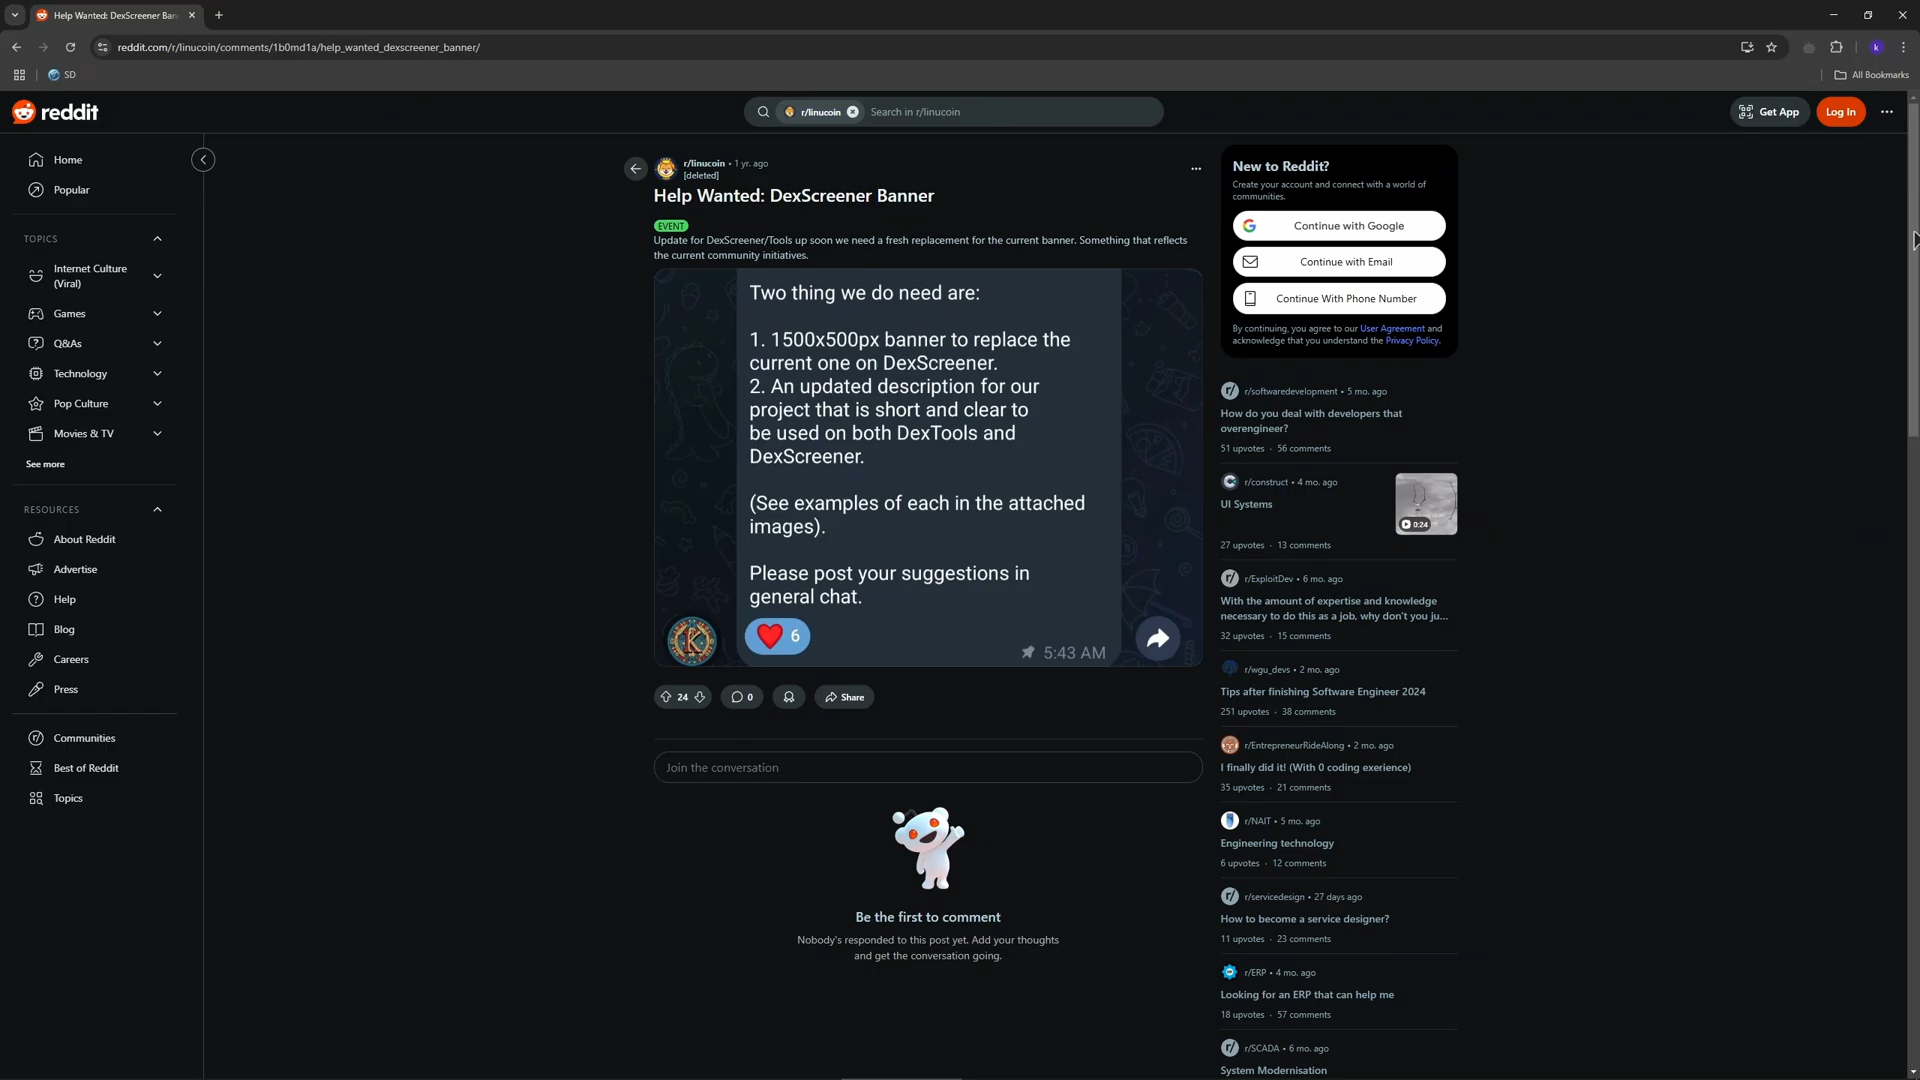 Help Wanted: DexScreener Ban
reddit.com/r/linucoin/comments/1b0md1a/help_wanted_dexscreener_banner/
k
SD
All Bookmarks
reddit
r/linucoin
Search in r/linucoin
Get App
Log In
Home
Popular
TOPICS
Internet Culture
(Viral)
Games
Q&As
Technology
Pop Culture
Movies & TV
See more
RESOURCES
About Reddit
Advertise
Help
Blog
Careers
Press
Communities
Best of Reddit
Topics
r/linucoin • 1 yr. ago
[deleted]
Help Wanted: DexScreener Banner
EVENT
Update for DexScreener/Tools up soon we need a fresh replacement for the current banner. Something that reflects
the current community initiatives.
Two thing we do need are:
1. 1500x500px banner to replace the
current one on DexScreener.
2. An updated description for our
project that is short and clear to
be used on both DexTools and
DexScreener.
(See examples of each in the attached
images).
Please post your suggestions in
general chat.
K
6
5:43 AM
24
0
Share
Join the conversation
Be the first to comment
Nobody's responded to this post yet. Add your thoughts
and get the conversation going.
New to Reddit?
Create your account and connect with a world of
communities.
Continue with Google
Continue with Email
Continue With Phone Number
By continuing, you agree to our User Agreement and
acknowledge that you understand the Privacy Policy.
r/softwaredevelopment • 5 mo. ago
How do you deal with developers that
overengineer?
51 upvotes · 56 comments
r/construct • 4 mo. ago
UI Systems
0:24
27 upvotes · 13 comments
r/ExploitDev • 6 mo. ago
With the amount of expertise and knowledge
necessary to do this as a job, why don't you ju...
32 upvotes · 15 comments
r/wgu_devs • 2 mo. ago
Tips after finishing Software Engineer 2024
251 upvotes · 38 comments
r/EntrepreneurRideAlong • 2 mo. ago
I finally did it! (With 0 coding exerience)
35 upvotes · 21 comments
r/NAIT • 5 mo. ago
Engineering technology
6 upvotes · 12 comments
r/servicedesign • 27 days ago
How to become a service designer?
11 upvotes · 23 comments
r/ERP • 4 mo. ago
Looking for an ERP that can help me
18 upvotes · 57 comments
r/SCADA • 6 mo. ago
System Modernisation